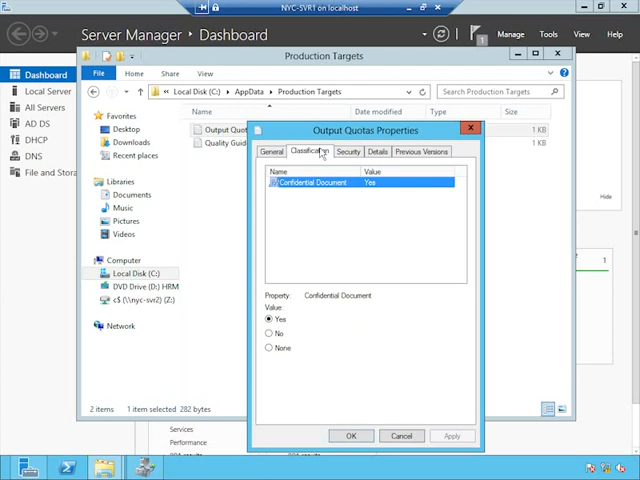 NYC-SVR1 on localhost
Server Manager ▸ Dashboard
Manage Tools View Help
1
Production Targets
File Home Share View
Local Disk (C:) ▸ AppData ▸ Production Targets
Search Production Targets
Name Date modified Type Size
Dashboard
Local Server
All Servers
AD DS
DHCP
DNS
File and Stora
Favorites
Desktop
Downloads
Recent places
Libraries
Documents
Music
Pictures
Videos
Computer
Local Disk (C:)
DVD Drive (D:) HRM
c$ (\\nyc-svr2) (Z:)
Network
Output Quot
1 KB
Quality Guide
1 KB
Output Quotas Properties
General Classification Security Details Previous Versions
Name Value
Confidential Document Yes
Property: Confidential Document
Value:
Yes
No
None
OK Cancel Apply
Hide
1
2 items 1 item selected 282 bytes
Services
Performance